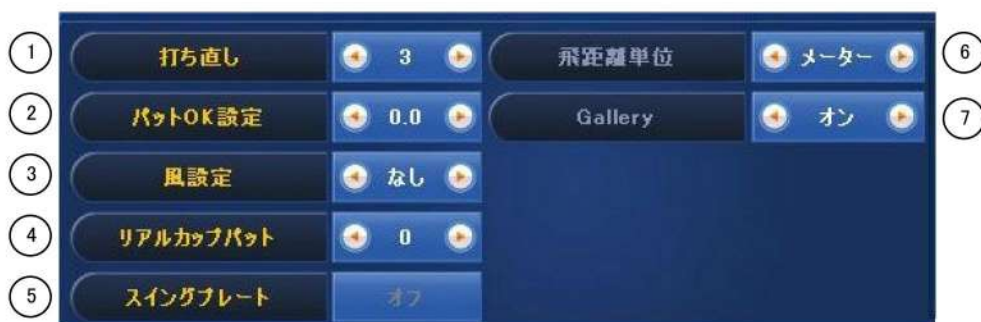 ① 打ち直し 3 飛距離単位 メーター ⑥
② パットOK設定 0.0 Gallery オン ⑦
③ 風設定 なし
④ リアルカップパット 0
⑤ スイングプレート オフ